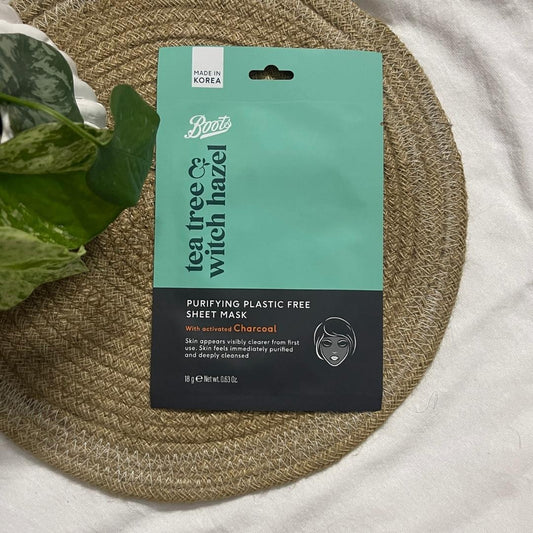 MADE IN
KOREA
Boots
tea tree &
witch hazel
PURIFYING PLASTIC FREE
SHEET MASK
With activated Charcoal
Skin appears visibly clearer from first
use. Skin feels immediately purified
and deeply cleansed
18 g ℮ Net wt. 0.63 Oz.